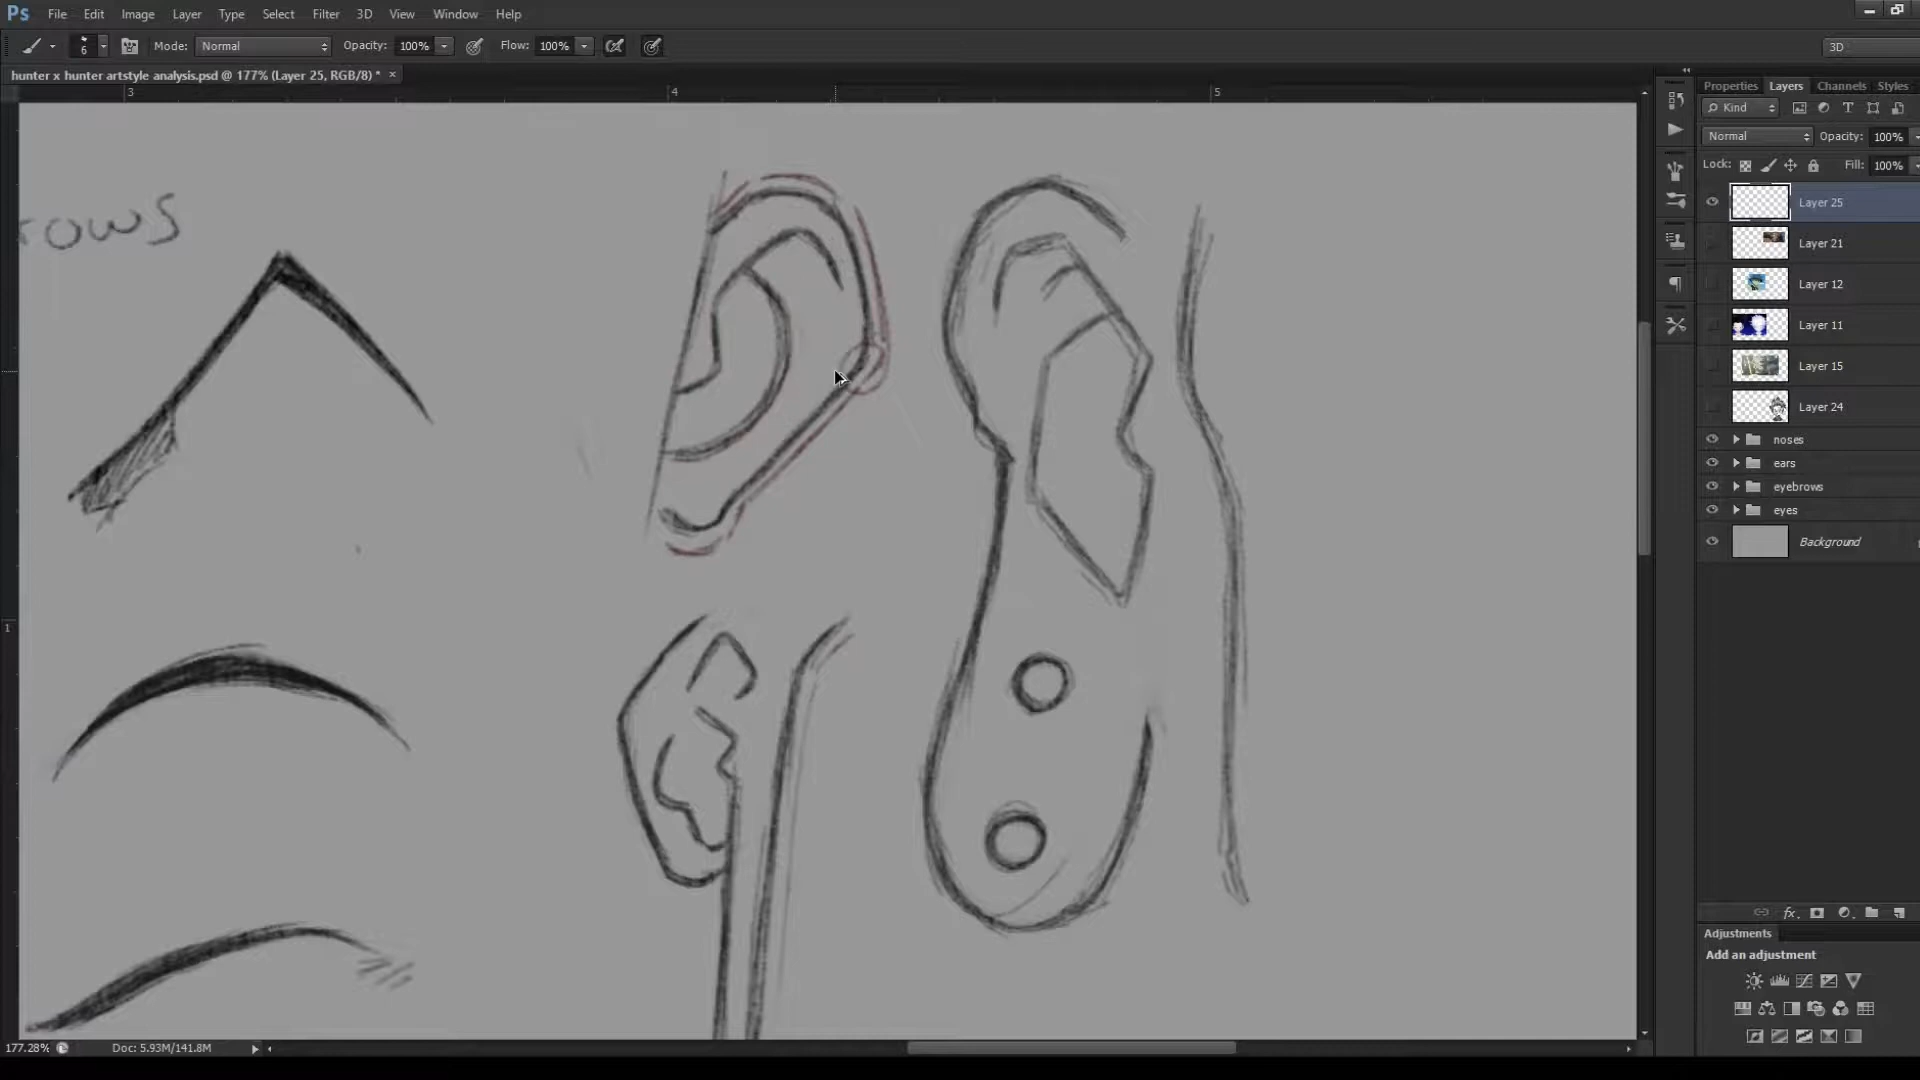 Ps File Edit Image Layer Type Select Filter 3D View Window Help
6 Mode: Normal Opacity: 100% Flow: 100% 3D
hunter x hunter artstyle analysis.psd @ 177% (Layer 25, RGB/8) * ×
3 4 5
Properties Layers Channels Styles
Kind
Normal Opacity: 100%
Lock: Fill: 100%
Layer 25
rows
Layer 21
Layer 12
Layer 11
Layer 15
Layer 24
noses
ears
eyebrows
eyes
Background
1
fx.
Adjustments
Add an adjustment
177.28% Doc: 5.93M/141.8M